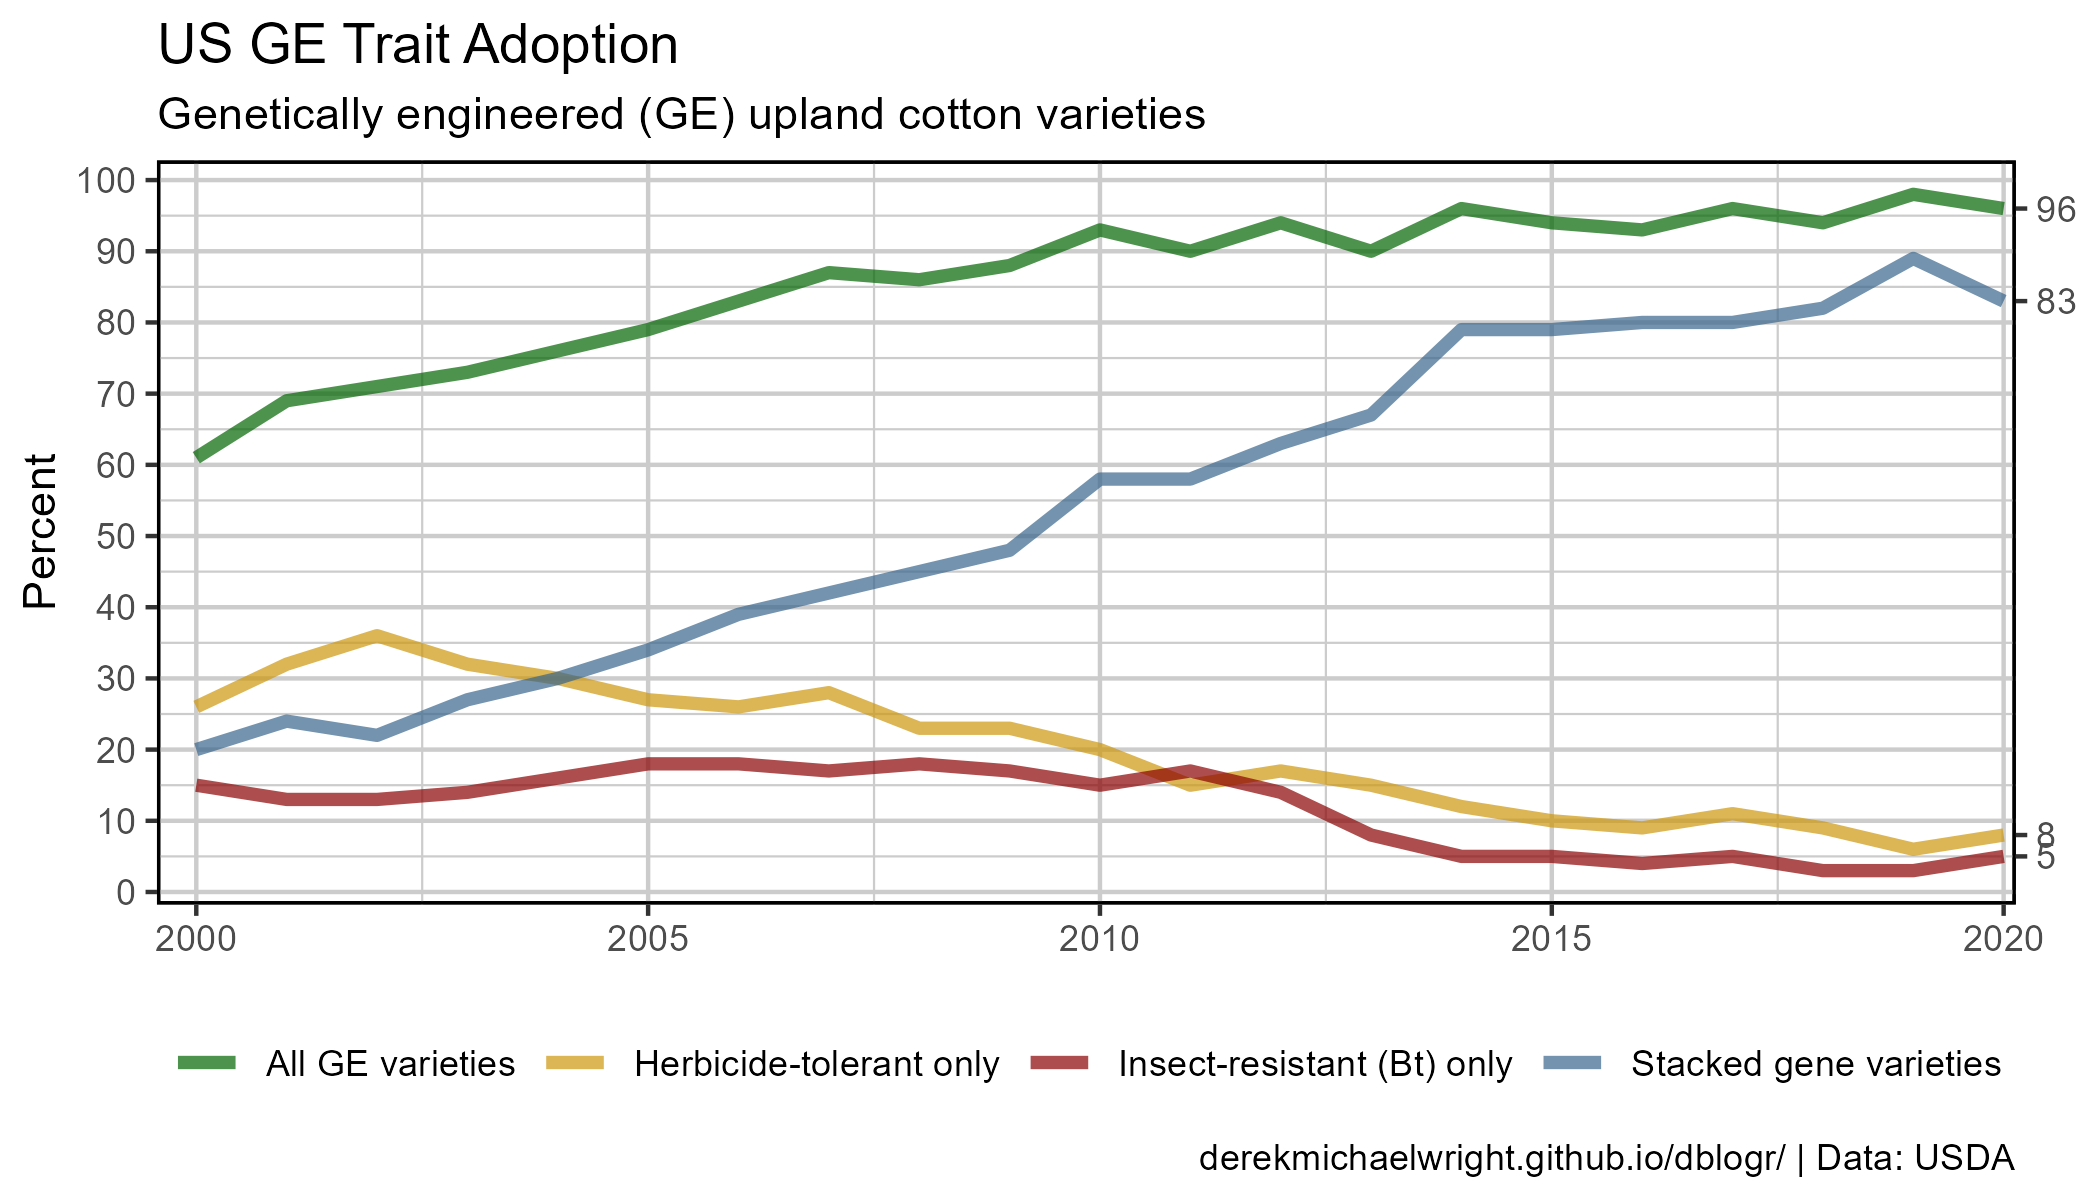 US GE Trait Adoption
Genetically engineered (GE) upland cotton varieties
Percent
100
90
80
70
60
50
40
30
20
10
0
96
83
8
5
2000 2005 2010 2015 2020
All GE varieties Herbicide-tolerant only Insect-resistant (Bt) only Stacked gene varieties
derekmichaelwright.github.io/dblogr/ | Data: USDA